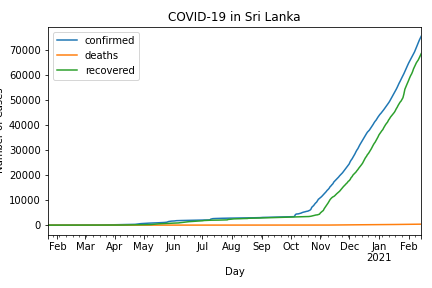 COVID-19 in Sri Lanka
confirmed
deaths
recovered
70000
60000
50000
40000
30000
20000
10000
0
Feb Mar Apr May Jun Jul Aug Sep Oct Nov Dec Jan Feb
2021
Day